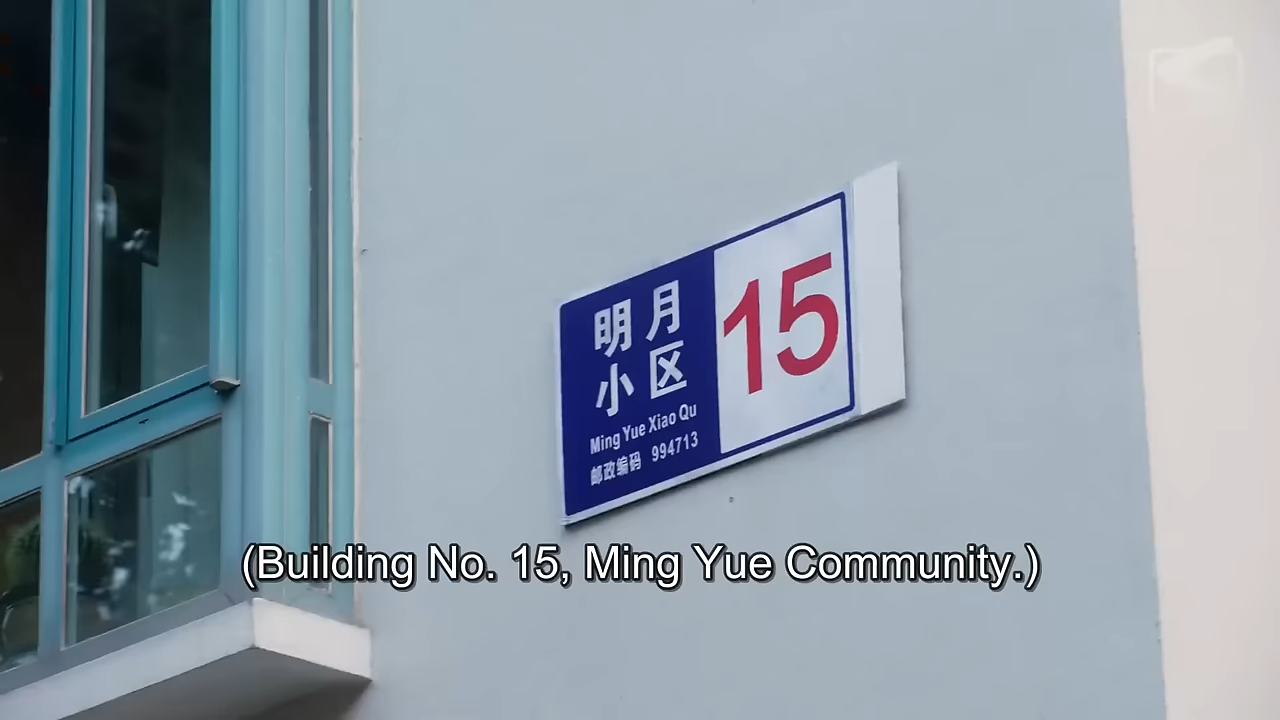 明月
小区
Ming Yue Xiao Qu
邮政编码 994713
15
(Building No. 15, Ming Yue Community.)